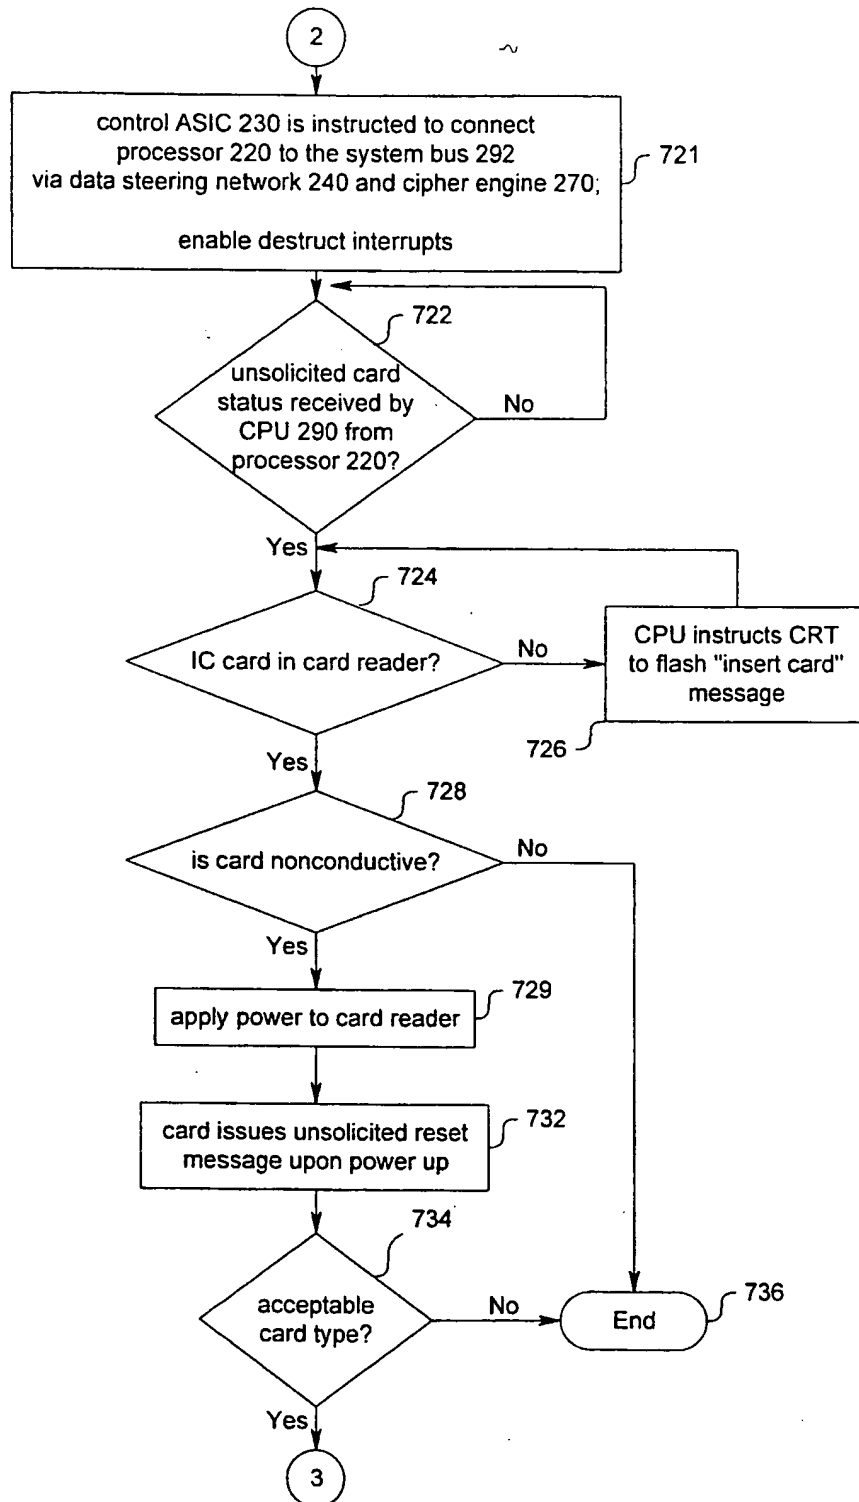 2
control ASIC 230 is instructed to connect
processor 220 to the system bus 292
via data steering network 240 and cipher engine 270;
enable destruct interrupts
721
722
unsolicited card
status received by
CPU 290 from
processor 220?
No
Yes
724
IC card in card reader?
No
CPU instructs CRT
to flash "insert card"
message
726
Yes
728
is card nonconductive?
No
Yes
729
apply power to card reader
732
card issues unsolicited reset
message upon power up
734
acceptable
card type?
No
End
736
Yes
3